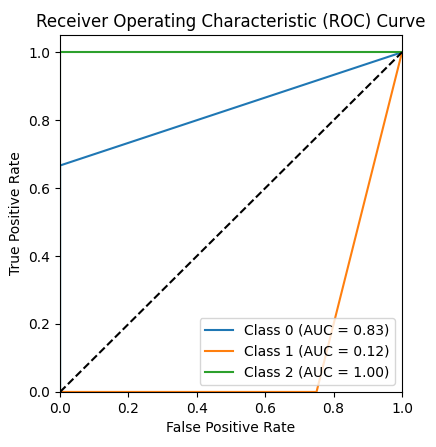 Receiver Operating Characteristic (ROC) Curve
1.0
0.8
0.6
0.4
0.2
0.0
True Positive Rate
Class 0 (AUC = 0.83)
Class 1 (AUC = 0.12)
Class 2 (AUC = 1.00)
0.0 0.2 0.4 0.6 0.8 1.0
False Positive Rate